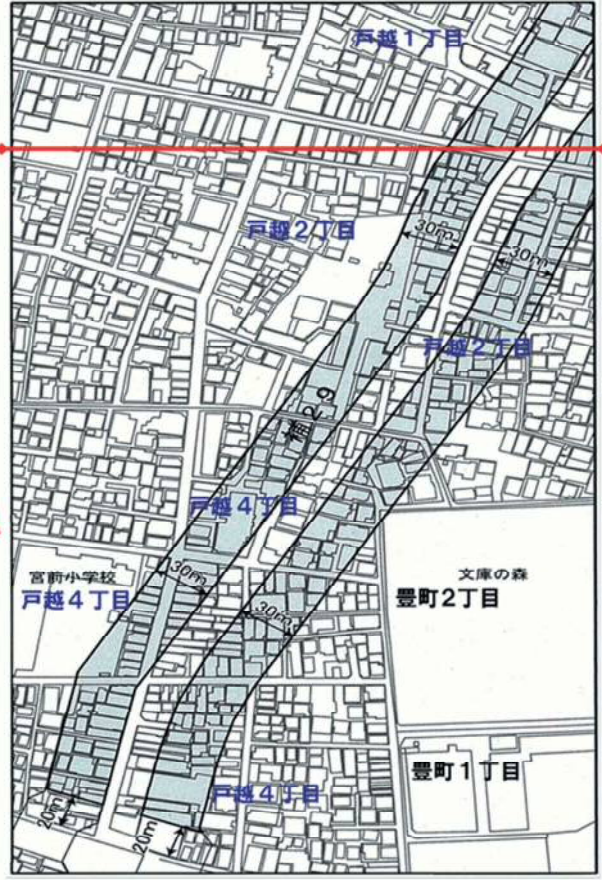 戸越1丁目
戸越2丁目
30m
30m
戸越2丁目
補29
戸越4丁目
30m
宮前小学校
戸越4丁目
文庫の森
豊町2丁目
30m
豊町1丁目
戸越4丁目
20m
20m